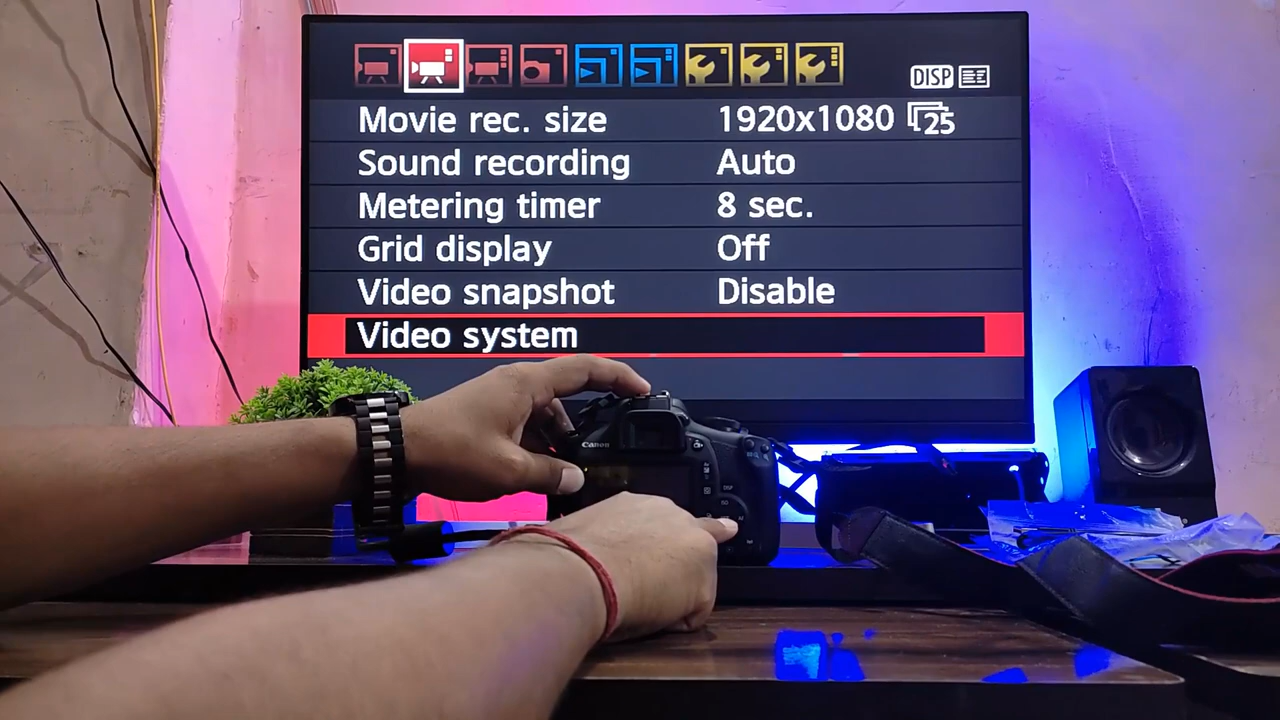 DISP
Movie rec. size 1920x1080 25
Sound recording Auto
Metering timer 8 sec.
Grid display Off
Video snapshot Disable
Video system
Canon
DISP